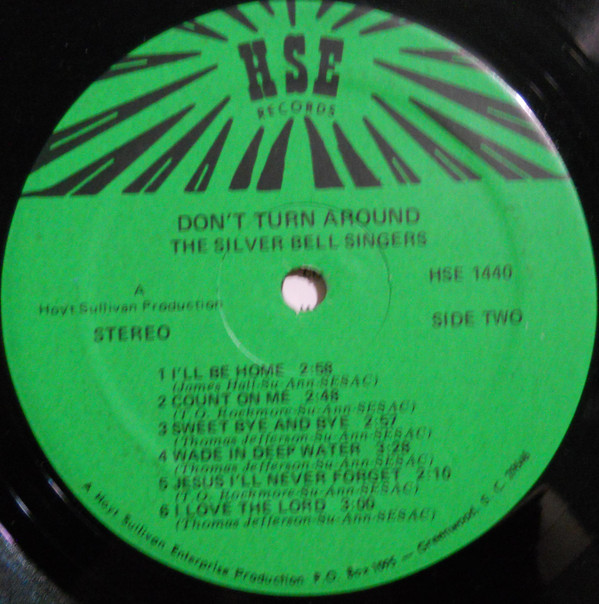 HSE
RECORDS
DON'T TURN AROUND
THE SILVER BELL SINGERS
HSE 1440
A
Hoyt Sullivan Production
STEREO
SIDE TWO
1 I'LL BE HOME 2:58
(James Hall-Su-Ann-SESAC)
2 COUNT ON ME 2:48
(T.O. Rockmore-Su-Ann-SESAC)
3 SWEET BYE AND BYE 2:57
(Thomas Jefferson-Su-Ann-SESAC)
4 WADE IN DEEP WATER 3:28
(Thomas Jefferson-Su-Ann-SESAC)
5 JESUS I'LL NEVER FORGET 2:10
(T.O. Rockmore-Su-Ann-SESAC)
6 I LOVE THE LORD 3:00
(Thomas Jefferson-Su-Ann-SESAC)
A Hoyt Sullivan Enterprise Production P.O. Box — Greenwood, S. C. 29646